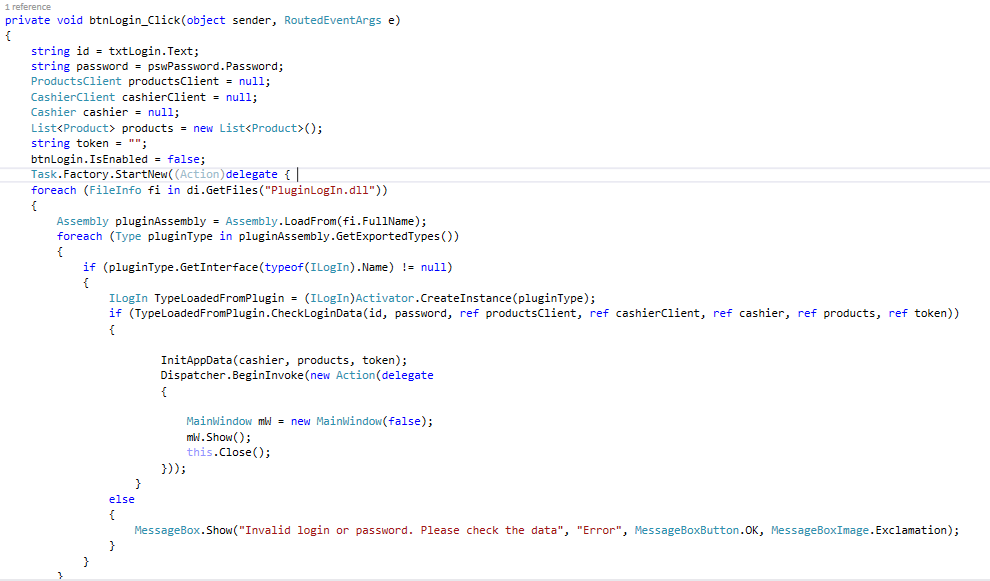 1 reference
private void btnLogin_Click(object sender, RoutedEventArgs e)
{
    string id = txtLogin.Text;
    string password = pswPassword.Password;
    ProductsClient productsClient = null;
    CashierClient cashierClient = null;
    Cashier cashier = null;
    List<Product> products = new List<Product>();
    string token = "";
    btnLogin.IsEnabled = false;
    Task.Factory.StartNew((Action)delegate {
    foreach (FileInfo fi in di.GetFiles("PluginLogIn.dll"))
    {
        Assembly pluginAssembly = Assembly.LoadFrom(fi.FullName);
        foreach (Type pluginType in pluginAssembly.GetExportedTypes())
        {
            if (pluginType.GetInterface(typeof(ILogIn).Name) != null)
            {
                ILogIn TypeLoadedFromPlugin = (ILogIn)Activator.CreateInstance(pluginType);
                if (TypeLoadedFromPlugin.CheckLoginData(id, password, ref productsClient, ref cashierClient, ref cashier, ref products, ref token))
                {
                        InitAppData(cashier, products, token);
                        Dispatcher.BeginInvoke(new Action(delegate
                        {
                            MainWindow mW = new MainWindow(false);
                            mW.Show();
                            this.Close();
                        }));
                    }
                else
                {
                    MessageBox.Show("Invalid login or password. Please check the data", "Error", MessageBoxButton.OK, MessageBoxImage.Exclamation);
                }
            }
        }